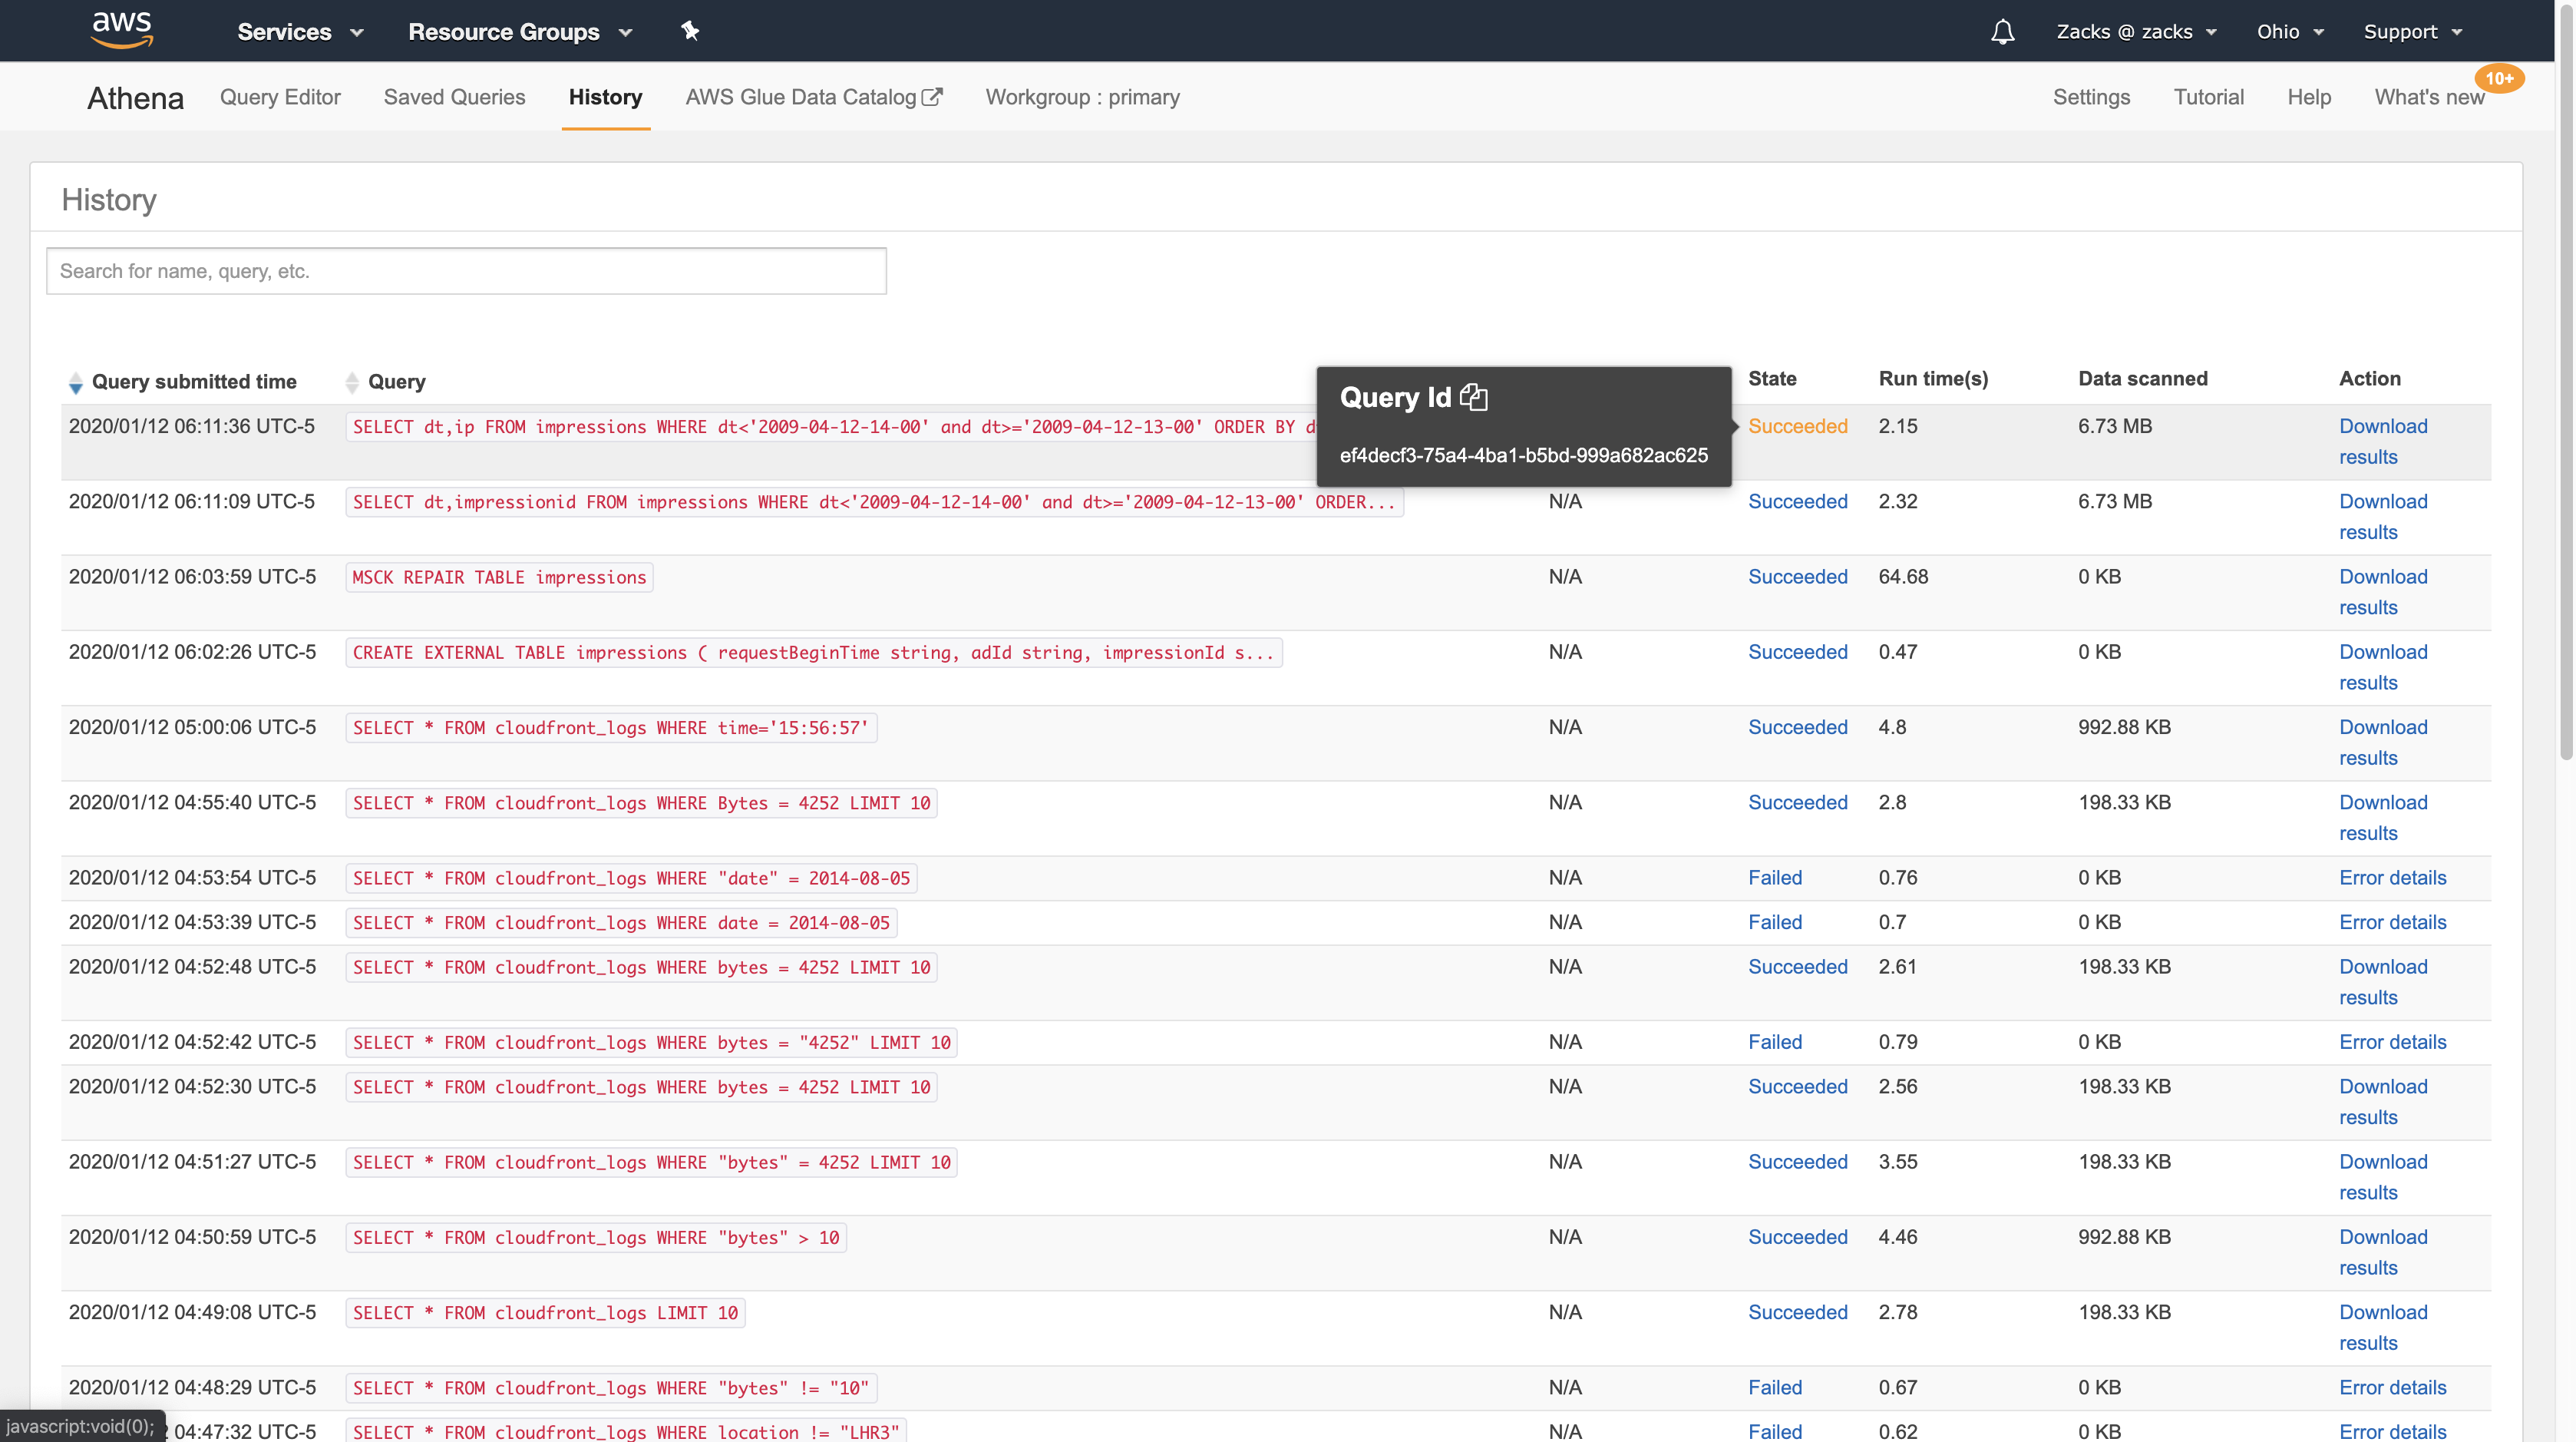 aws Services Resource Groups Zacks @ zacks Ohio Support
10+
Athena Query Editor Saved Queries History AWS Glue Data Catalog Workgroup : primary Settings Tutorial Help What's new
History
Search for name, query, etc.
Query submitted time Query State Run time(s) Data scanned Action
Query Id
ef4decf3-75a4-4ba1-b5bd-999a682ac625
2020/01/12 06:11:36 UTC-5 SELECT dt,ip FROM impressions WHERE dt<'2009-04-12-14-00' and dt>='2009-04-12-13-00' ORDER BY Succeeded 2.15 6.73 MB Download
results
2020/01/12 06:11:09 UTC-5 SELECT dt,impressionid FROM impressions WHERE dt<'2009-04-12-14-00' and dt>='2009-04-12-13-00' ORDER... N/A Succeeded 2.32 6.73 MB Download
results
2020/01/12 06:03:59 UTC-5 MSCK REPAIR TABLE impressions N/A Succeeded 64.68 0 KB Download
results
2020/01/12 06:02:26 UTC-5 CREATE EXTERNAL TABLE impressions ( requestBeginTime string, adId string, impressionId s... N/A Succeeded 0.47 0 KB Download
results
2020/01/12 05:00:06 UTC-5 SELECT * FROM cloudfront_logs WHERE time='15:56:57' N/A Succeeded 4.8 992.88 KB Download
results
2020/01/12 04:55:40 UTC-5 SELECT * FROM cloudfront_logs WHERE Bytes = 4252 LIMIT 10 N/A Succeeded 2.8 198.33 KB Download
results
2020/01/12 04:53:54 UTC-5 SELECT * FROM cloudfront_logs WHERE "date" = 2014-08-05 N/A Failed 0.76 0 KB Error details
2020/01/12 04:53:39 UTC-5 SELECT * FROM cloudfront_logs WHERE date = 2014-08-05 N/A Failed 0.7 0 KB Error details
2020/01/12 04:52:48 UTC-5 SELECT * FROM cloudfront_logs WHERE bytes = 4252 LIMIT 10 N/A Succeeded 2.61 198.33 KB Download
results
2020/01/12 04:52:42 UTC-5 SELECT * FROM cloudfront_logs WHERE bytes = "4252" LIMIT 10 N/A Failed 0.79 0 KB Error details
2020/01/12 04:52:30 UTC-5 SELECT * FROM cloudfront_logs WHERE bytes = 4252 LIMIT 10 N/A Succeeded 2.56 198.33 KB Download
results
2020/01/12 04:51:27 UTC-5 SELECT * FROM cloudfront_logs WHERE "bytes" = 4252 LIMIT 10 N/A Succeeded 3.55 198.33 KB Download
results
2020/01/12 04:50:59 UTC-5 SELECT * FROM cloudfront_logs WHERE "bytes" > 10 N/A Succeeded 4.46 992.88 KB Download
results
2020/01/12 04:49:08 UTC-5 SELECT * FROM cloudfront_logs LIMIT 10 N/A Succeeded 2.78 198.33 KB Download
results
2020/01/12 04:48:29 UTC-5 SELECT * FROM cloudfront_logs WHERE "bytes" != "10" N/A Failed 0.67 0 KB Error details
javascript:void(0); 04:47:32 UTC-5 SELECT * FROM cloudfront_logs WHERE location != "LHR3" N/A Failed 0.62 0 KB Error details